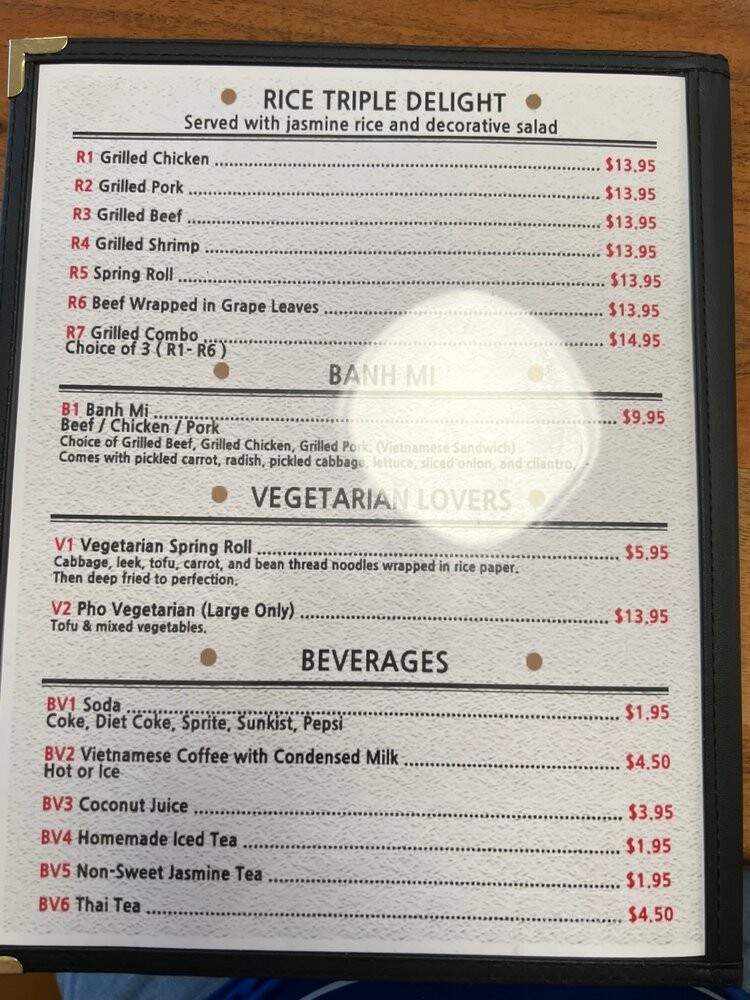 RICE TRIPLE DELIGHT
Served with jasmine rice and decorative salad
R1 Grilled Chicken ........ $13.95
R2 Grilled Pork ........ $13.95
R3 Grilled Beef ........ $13.95
R4 Grilled Shrimp ........ $13.95
R5 Spring Roll ........ $13.95
R6 Beef Wrapped in Grape Leaves ........ $13.95
R7 Grilled Combo ........ $14.95
Choice of 3 ( R1- R6 )
BANH MI
B1 Banh Mi ........ $9.95
Beef / Chicken / Pork
Choice of Grilled Beef, Grilled Chicken, Grilled Pork. (Vietnamese Sandwich)
Comes with pickled carrot, radish, pickled cabbage, lettuce, sliced onion, and cilantro.
VEGETARIAN LOVERS
V1 Vegetarian Spring Roll ........ $5.95
Cabbage, leek, tofu, carrot, and bean thread noodles wrapped in rice paper.
Then deep fried to perfection.
V2 Pho Vegetarian (Large Only) ........ $13.95
Tofu & mixed vegetables.
BEVERAGES
BV1 Soda ........ $1.95
Coke, Diet Coke, Sprite, Sunkist, Pepsi
BV2 Vietnamese Coffee with Condensed Milk ........ $4.50
Hot or Ice
BV3 Coconut Juice ........ $3.95
BV4 Homemade Iced Tea ........ $1.95
BV5 Non-Sweet Jasmine Tea ........ $1.95
BV6 Thai Tea ........ $4.50